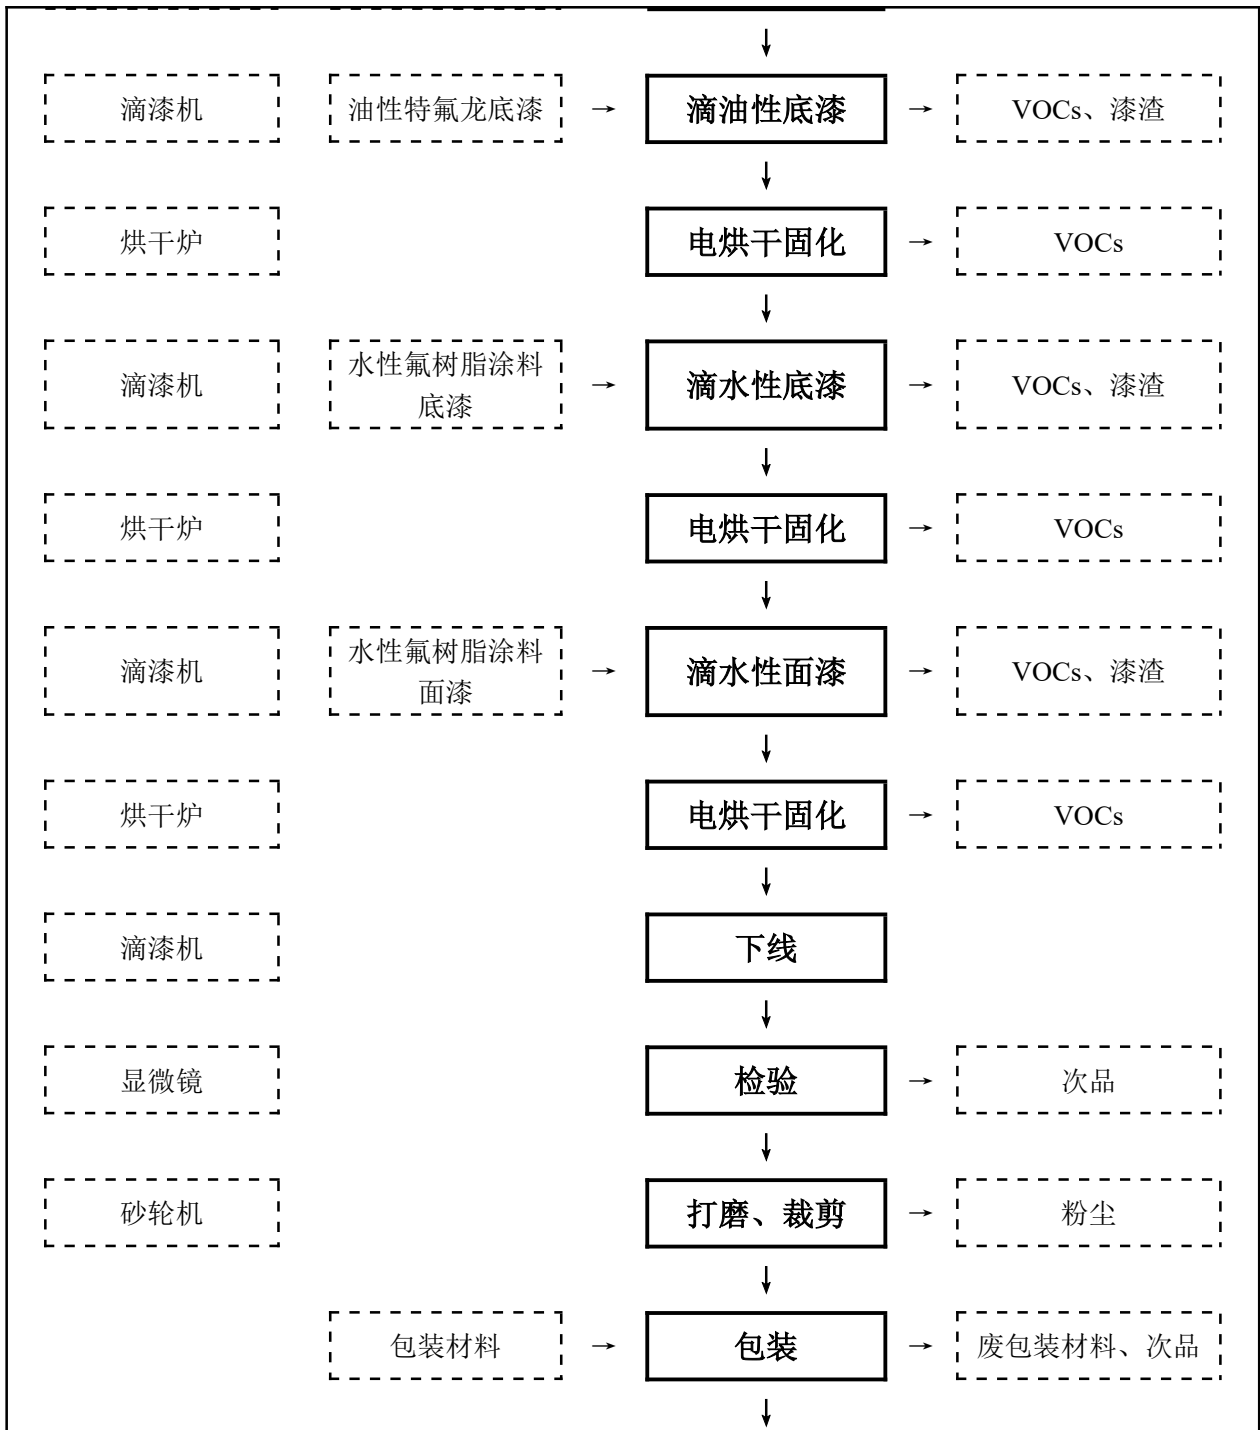 滴漆机
油性特氟龙底漆
滴油性底漆
VOCs、漆渣
烘干炉
电烘干固化
VOCs
滴漆机
水性氟树脂涂料
底漆
滴水性底漆
VOCs、漆渣
烘干炉
电烘干固化
VOCs
滴漆机
水性氟树脂涂料
面漆
滴水性面漆
VOCs、漆渣
烘干炉
电烘干固化
VOCs
滴漆机
下线
显微镜
检验
次品
砂轮机
打磨、裁剪
粉尘
包装材料
包装
废包装材料、次品